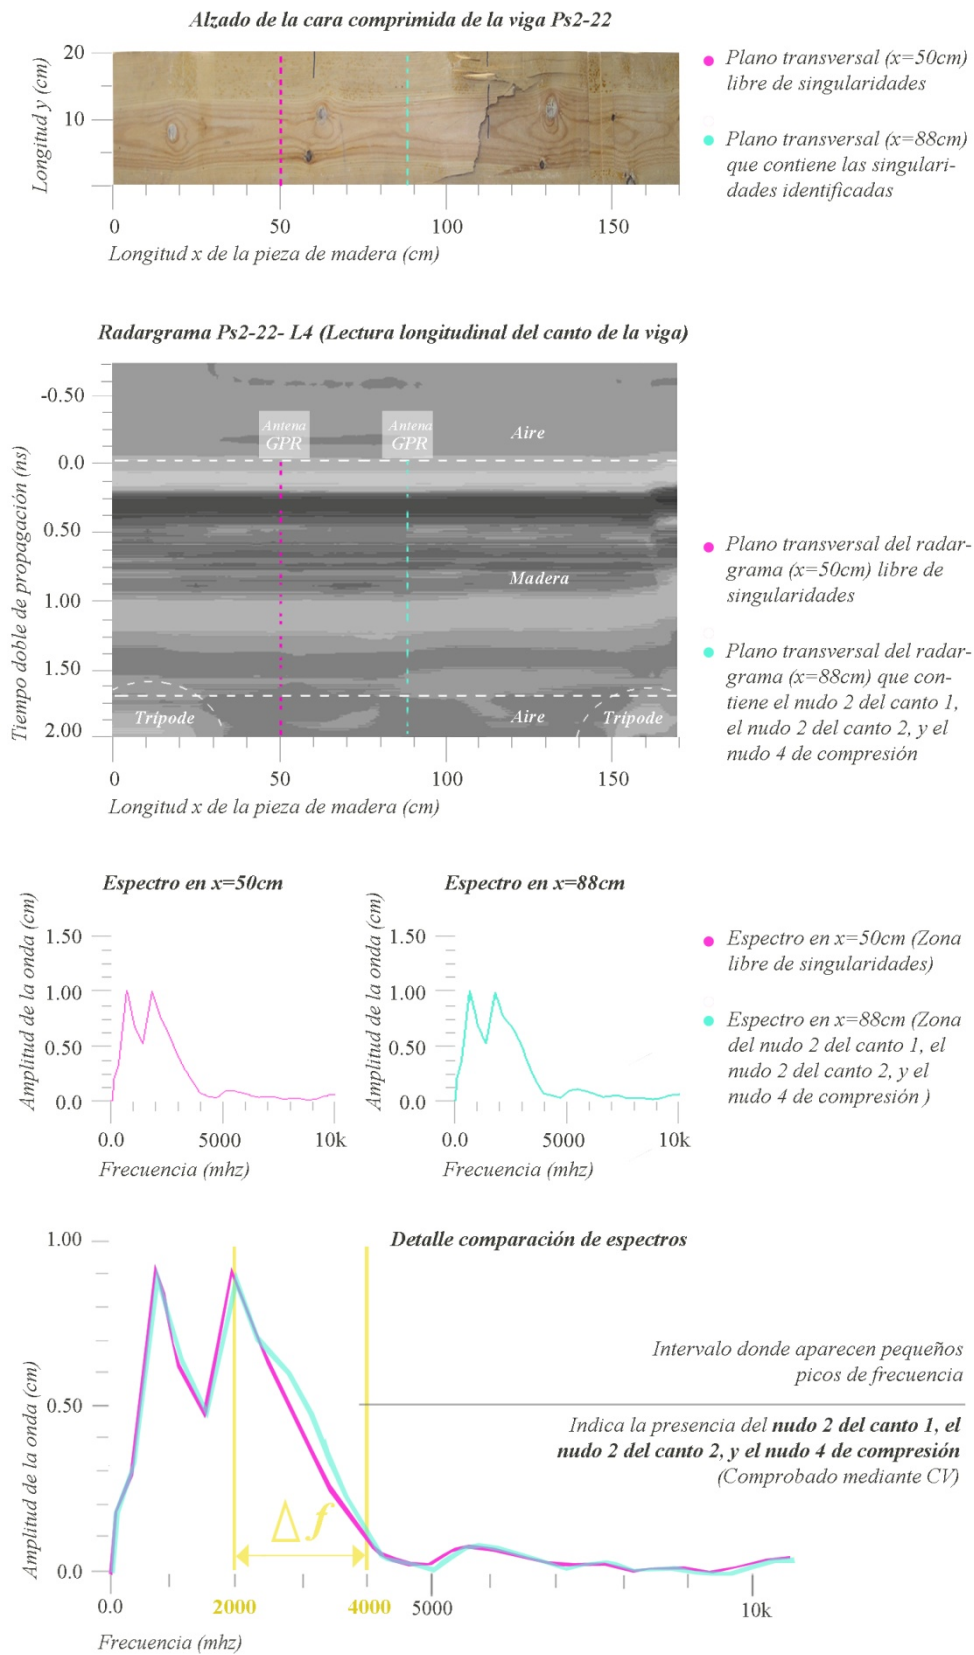 Alzado de la cara comprimida de la viga Ps2-22
20
10
Longitud y (cm)
0
50
100
150
Longitud x de la pieza de madera (cm)
Plano transversal (x=50cm)
libre de singularidades
Plano transversal (x=88cm)
que contiene las singulari-
dades identificadas
Radargrama Ps2-22- L4 (Lectura longitudinal del canto de la viga)
-0.50
0.0
0.50
1.00
1.50
2.00
Tiempo doble de propagación (ns)
Antena
GPR
Antena
GPR
Aire
Madera
Trípode
Aire
Trípode
0
50
100
150
Longitud x de la pieza de madera (cm)
Plano transversal del radar-
grama (x=50cm) libre de
singularidades
Plano transversal del radar-
grama (x=88cm) que con-
tiene el nudo 2 del canto 1,
el nudo 2 del canto 2, y el
nudo 4 de compresión
Espectro en x=50cm
Amplitud de la onda (cm)
1.50
1.00
0.50
0.0
0.0
5000
10k
Frecuencia (mhz)
Espectro en x=88cm
Amplitud de la onda (cm)
1.50
1.00
0.50
0.0
0.0
5000
10k
Frecuencia (mhz)
Espectro en x=50cm (Zona
libre de singularidades)
Espectro en x=88cm (Zona
del nudo 2 del canto 1, el
nudo 2 del canto 2, y el
nudo 4 de compresión )
Detalle comparación de espectros
1.00
0.50
0.0
Amplitud de la onda (cm)
Intervalo donde aparecen pequeños
picos de frecuencia
Indica la presencia del nudo 2 del canto 1, el
nudo 2 del canto 2, y el nudo 4 de compresión
(Comprobado mediante CV)
Δf
0.0
2000
4000
5000
10k
Frecuencia (mhz)